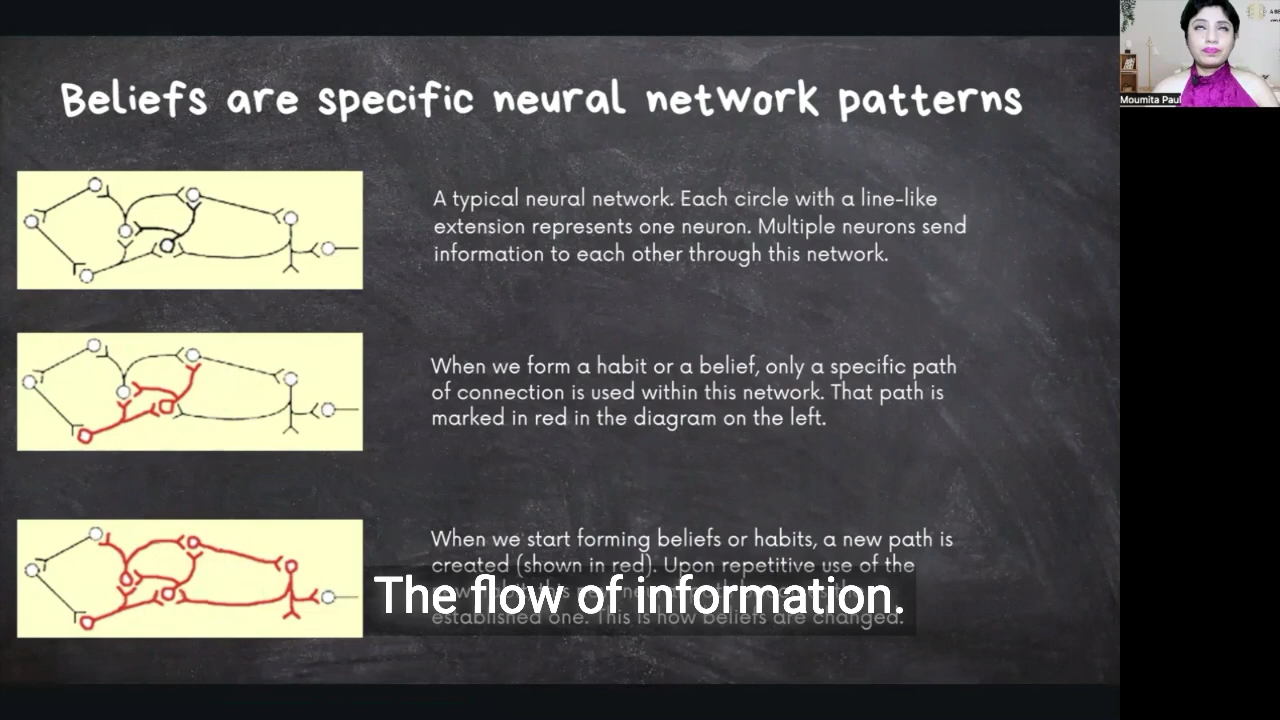 Beliefs are specific neural network patterns
A typical neural network. Each circle with a line-like
extension represents one neuron. Multiple neurons send
information to each other through this network.
When we form a habit or a belief, only a specific path
of connection is used within this network. That path is
marked in red in the diagram on the left.
When we start forming beliefs or habits, a new path is
created (shown in red). Upon repetitive use of the
established one. This is how beliefs are changed.
The flow of information.
Moumita Paul